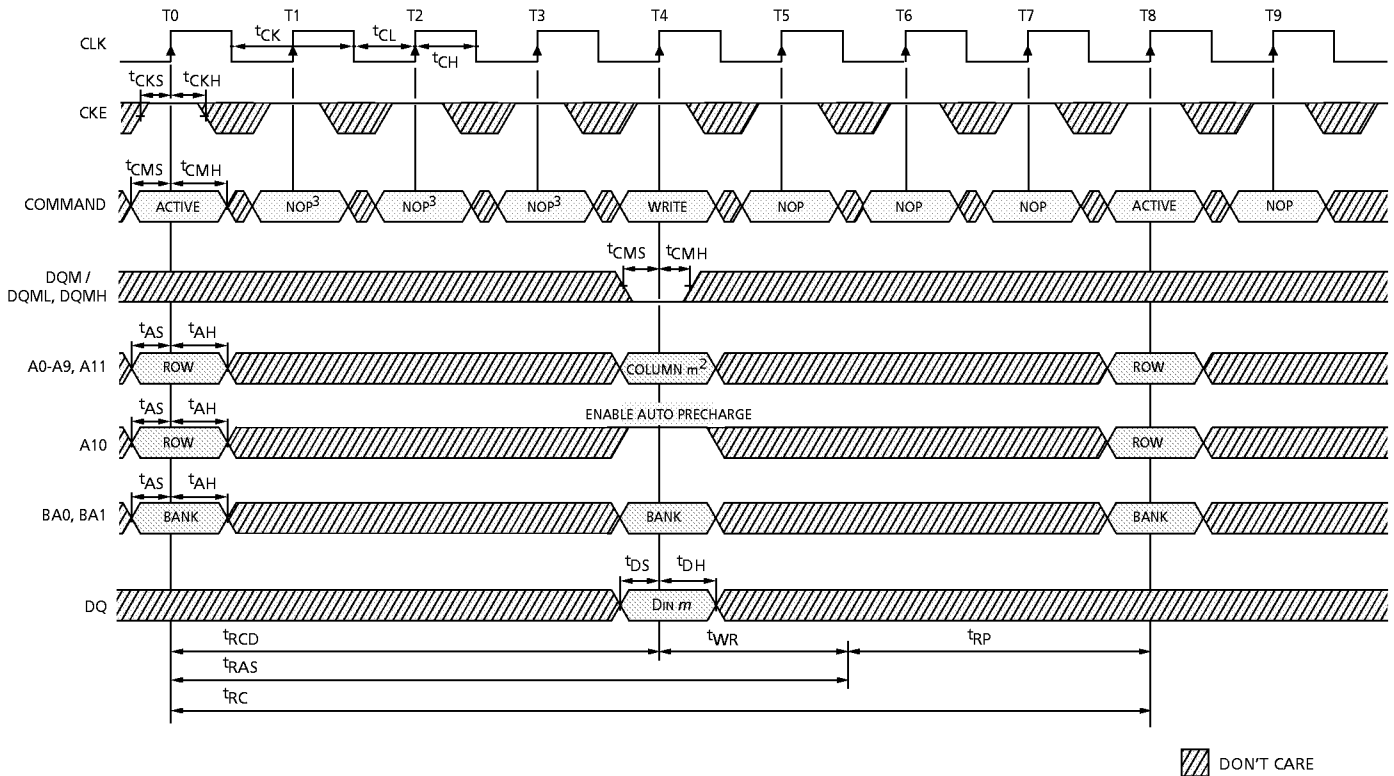 T0 T1 T2 T3 T4 T5 T6 T7 T8 T9
CLK tCK tCL tCH
tCKS tCKH
CKE
tCMS tCMH
COMMAND ACTIVE NOP3 NOP3 NOP3 WRITE NOP NOP NOP ACTIVE NOP
tCMS tCMH
DQM /
DQML, DQMH
tAS tAH
A0-A9, A11 ROW COLUMN m2 ROW
ENABLE AUTO PRECHARGE
tAS tAH
A10 ROW ROW
tAS tAH
BA0, BA1 BANK BANK BANK
tDS tDH
DQ DIN m
tRCD tWR tRP
tRAS
tRC
DON'T CARE